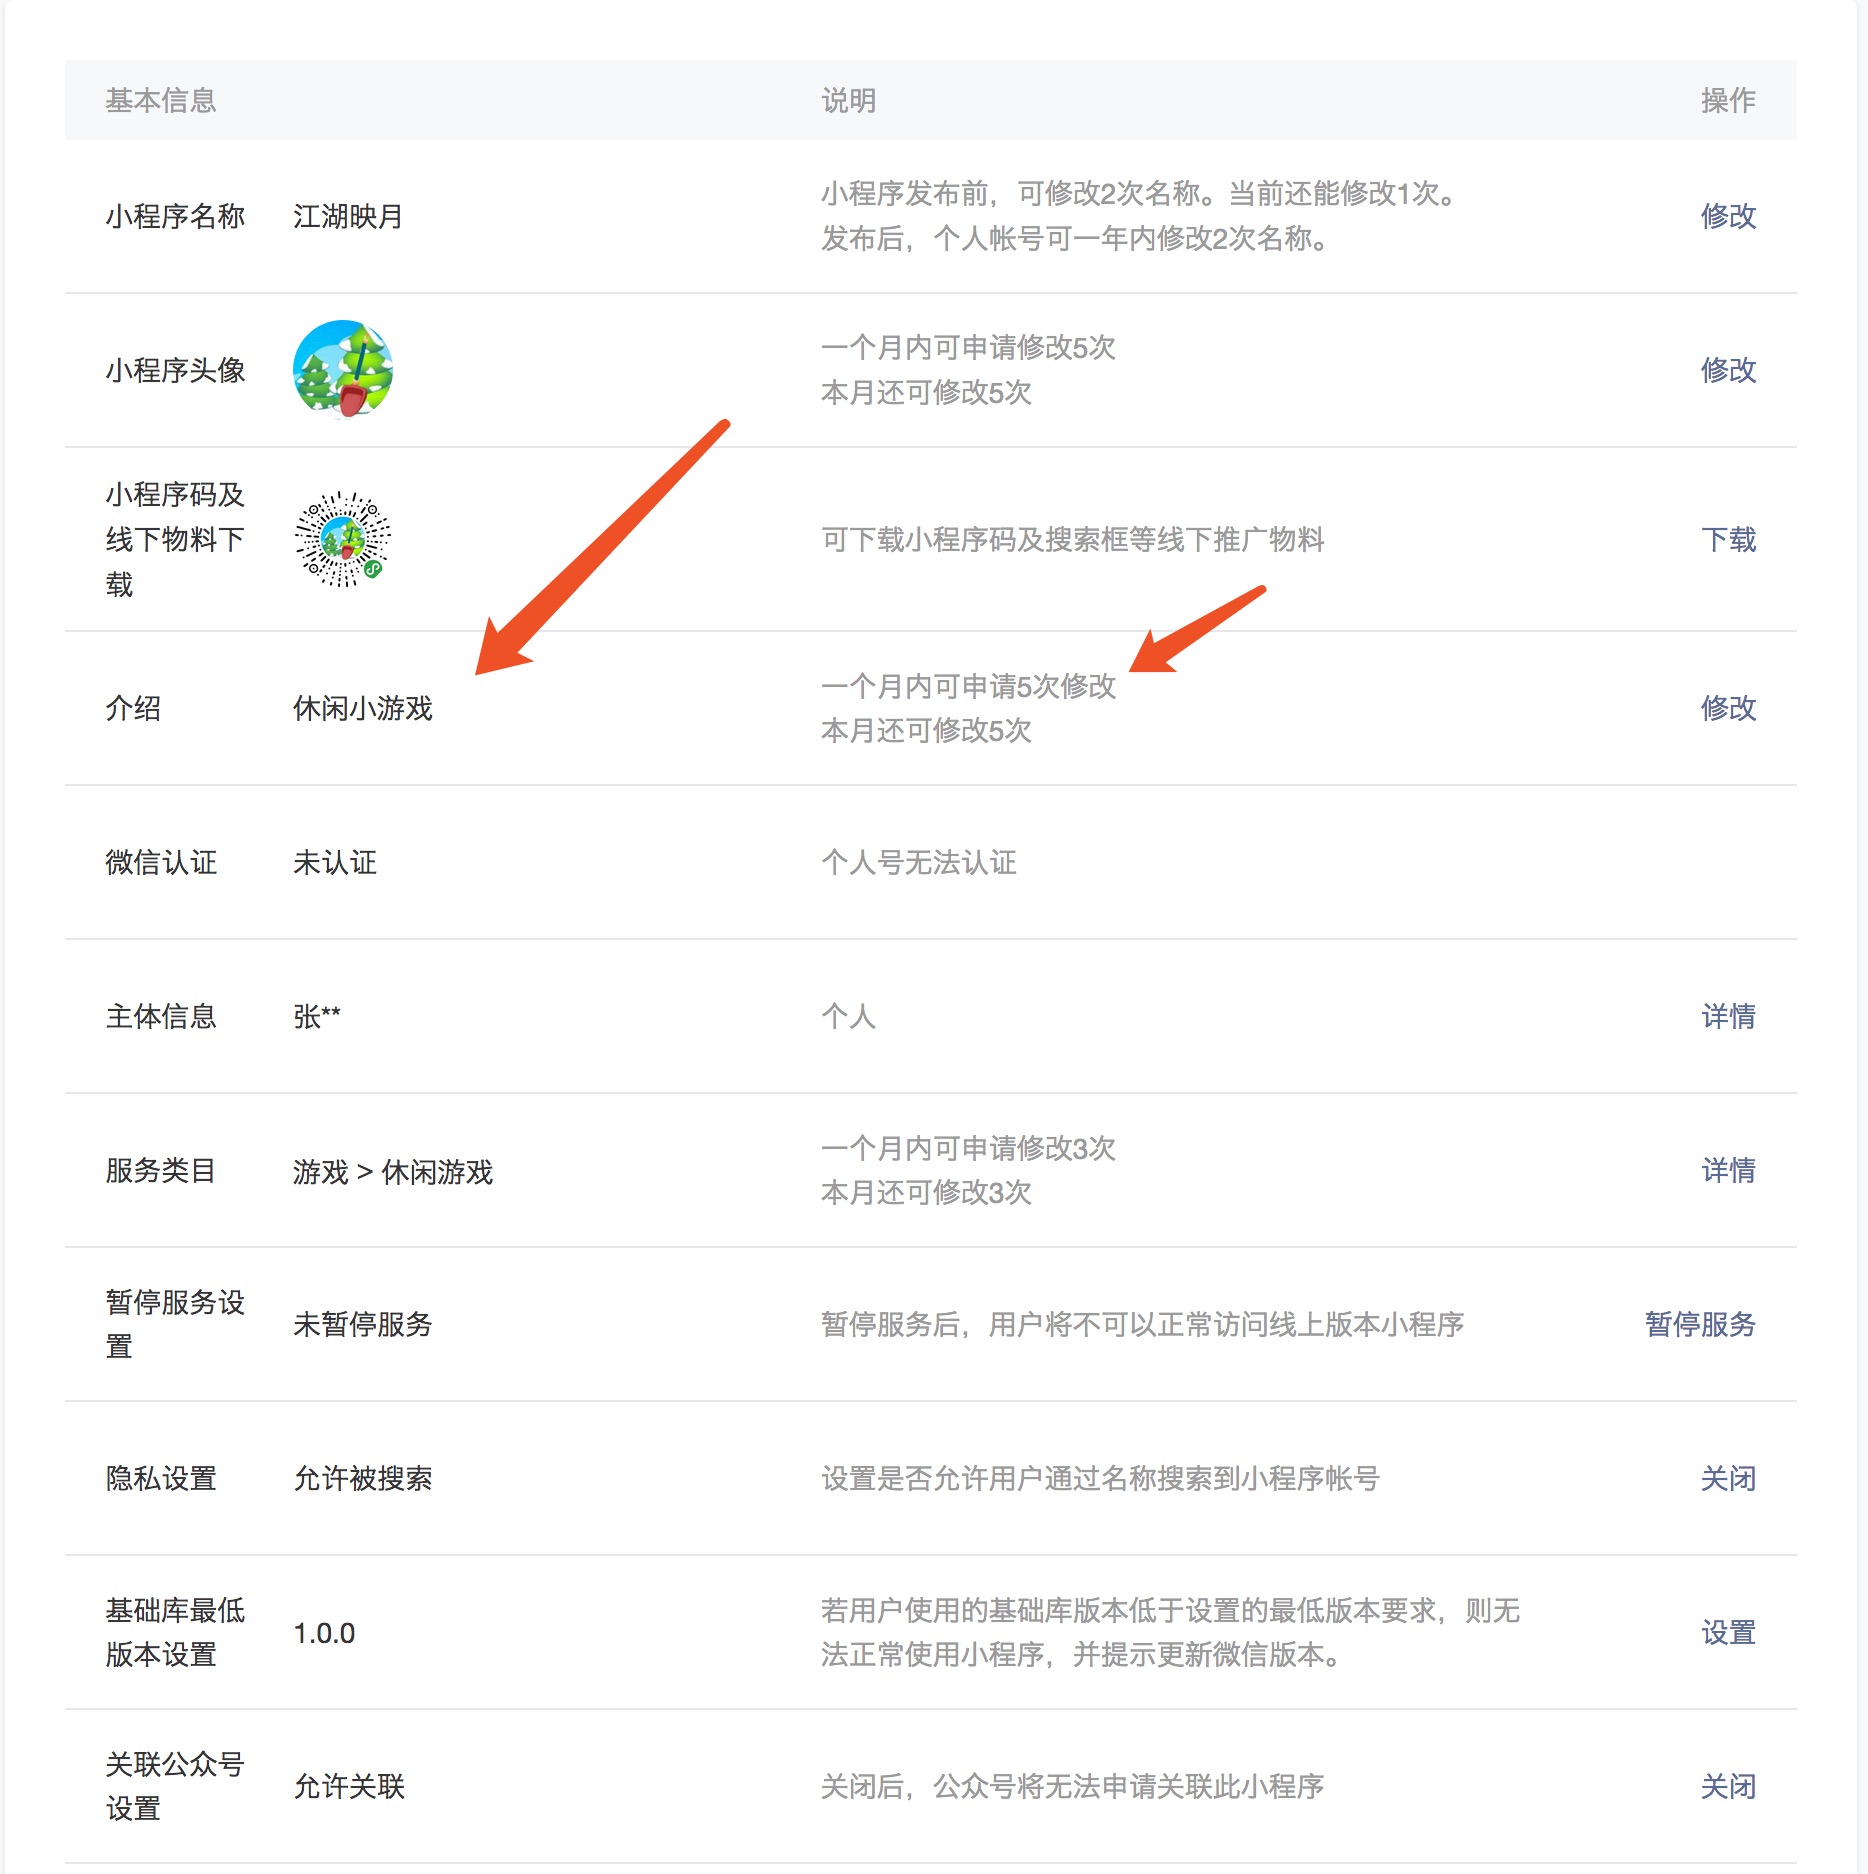 基本信息 说明 操作
小程序名称 江湖映月 小程序发布前，可修改2次名称。当前还能修改1次。
发布后，个人帐号可一年内修改2次名称。 修改
小程序头像 一个月内可申请修改5次
本月还可修改5次 修改
小程序码及
线下物料下
载 可下载小程序码及搜索框等线下推广物料 下载
介绍 休闲小游戏 一个月内可申请5次修改
本月还可修改5次 修改
微信认证 未认证 个人号无法认证
主体信息 张** 个人 详情
服务类目 游戏 > 休闲游戏 一个月内可申请修改3次
本月还可修改3次 详情
暂停服务设
置 未暂停服务 暂停服务后，用户将不可以正常访问线上版本小程序 暂停服务
隐私设置 允许被搜索 设置是否允许用户通过名称搜索到小程序帐号 关闭
基础库最低
版本设置 1.0.0 若用户使用的基础库版本低于设置的最低版本要求，则无
法正常使用小程序，并提示更新微信版本。 设置
关联公众号
设置 允许关联 关闭后，公众号将无法申请关联此小程序 关闭